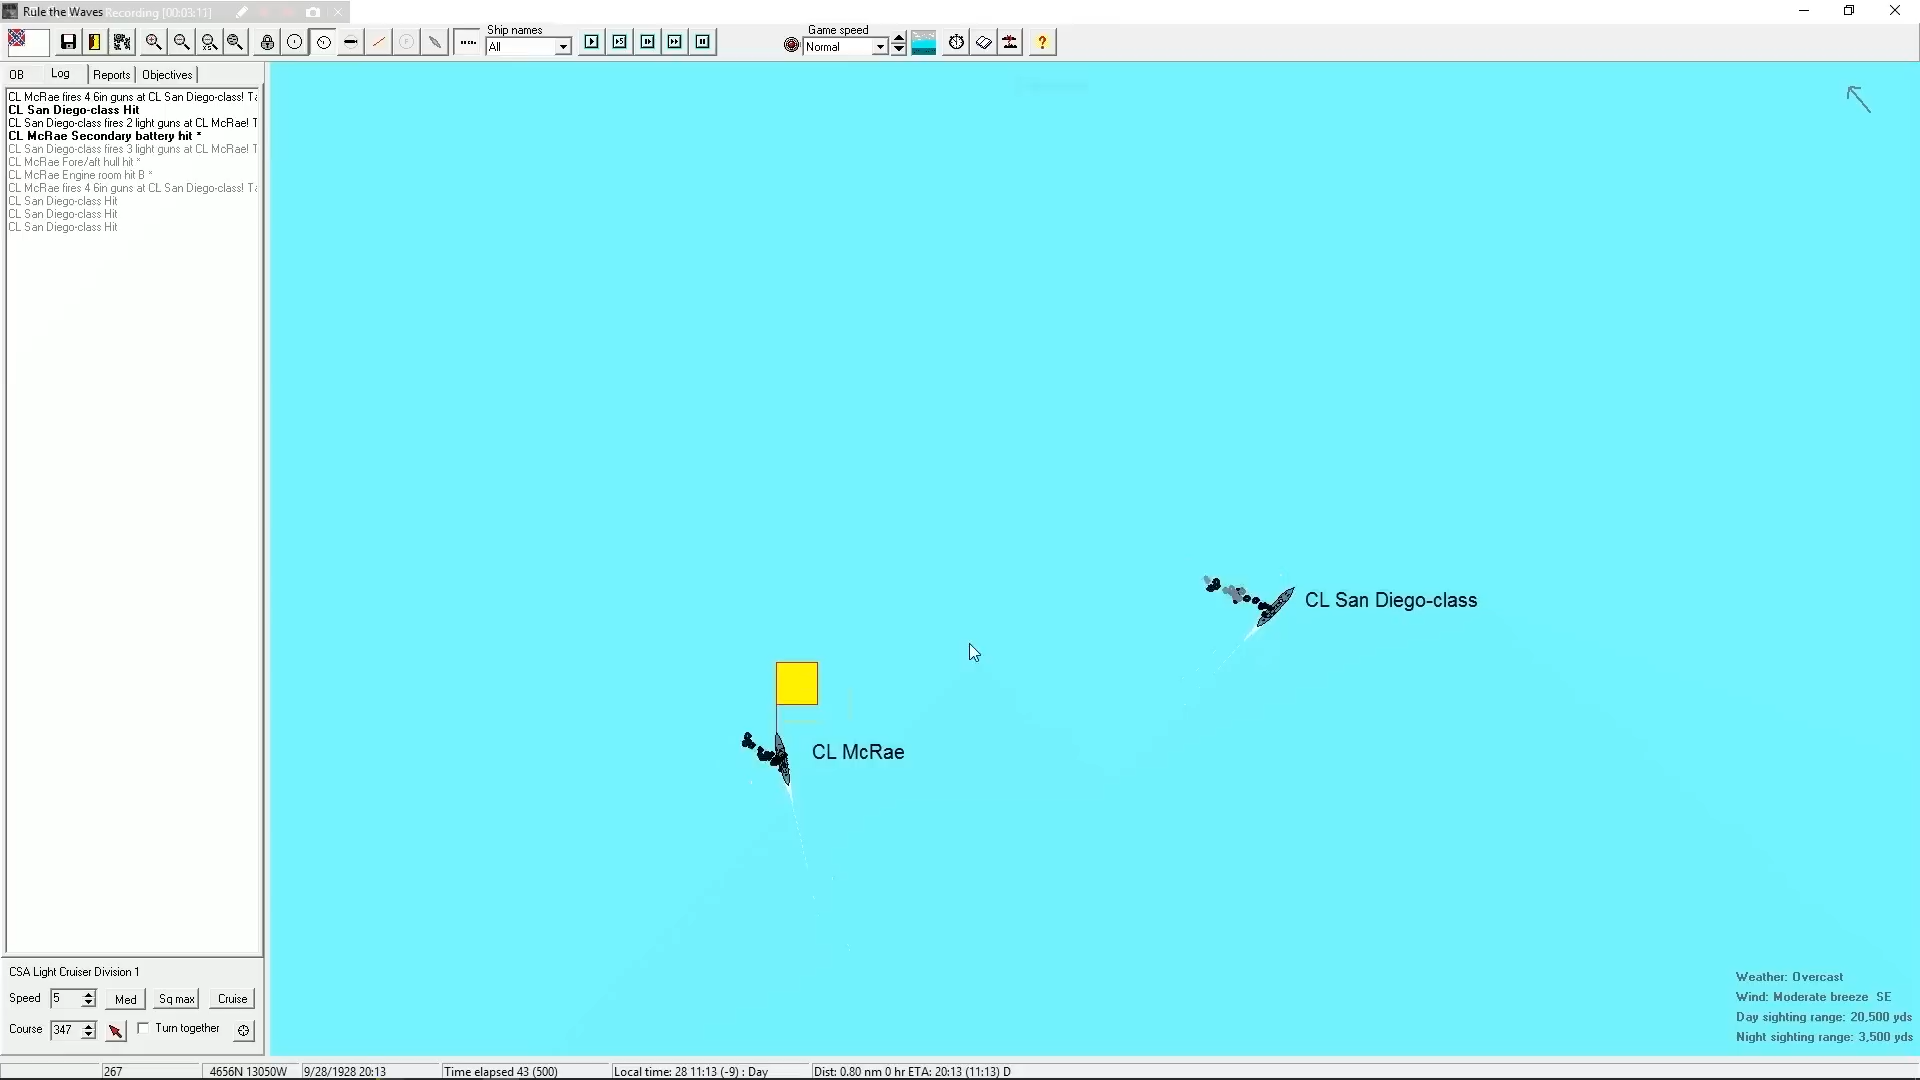 Rule the Waves Recording [00:03:11]
Ship names
All
Game speed
Normal
?
OB Log Reports Objectives
CL McRae fires 4 6in guns at CL San Diego-class! Ta
CL San Diego-class Hit
CL San Diego-class fires 2 light guns at CL McRae! T
CL McRae Secondary battery hit *
CL San Diego-class fires 3 light guns at CL McRae! T
CL McRae Fore/aft hull hit *
CL McRae Engine room hit B *
CL McRae fires 4 6in guns at CL San Diego-class! Ta
CL San Diego-class Hit
CL San Diego-class Hit
CL San Diego-class Hit
CL San Diego-class
CL McRae
CSA Light Cruiser Division 1
Speed 5 Med Sq max Cruise
Course 347 Turn together
Weather: Overcast
Wind: Moderate breeze SE
Day sighting range: 20,500 yds
Night sighting range: 3,500 yds
267 4656N 13050W 9/28/1928 20:13 Time elapsed 43 (500) Local time: 28 11:13 (-9) : Day Dist: 0.80 nm 0 hr ETA: 20:13 (11:13) D